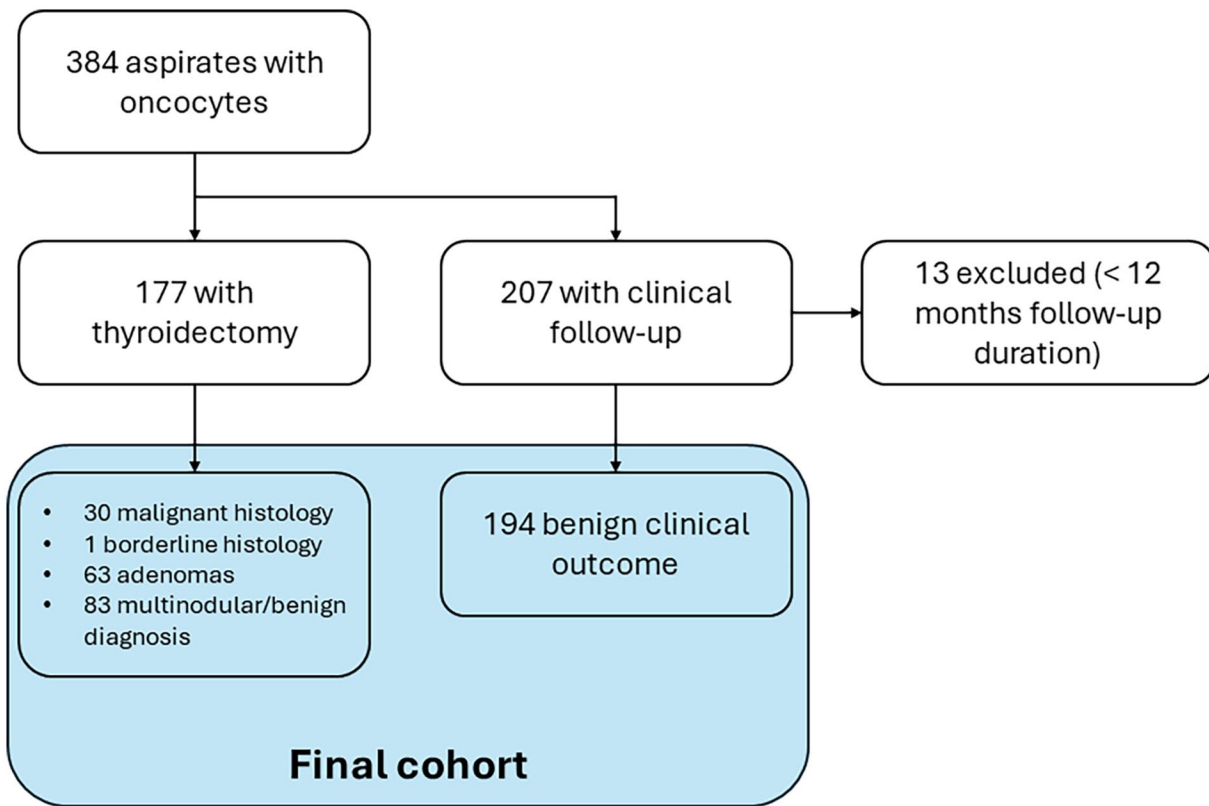 384 aspirates with
oncocytes
177 with
thyroidectomy
207 with clinical
follow-up
13 excluded (< 12
months follow-up
duration)
• 30 malignant histology
• 1 borderline histology
• 63 adenomas
• 83 multinodular/benign
diagnosis
194 benign clinical
outcome
Final cohort